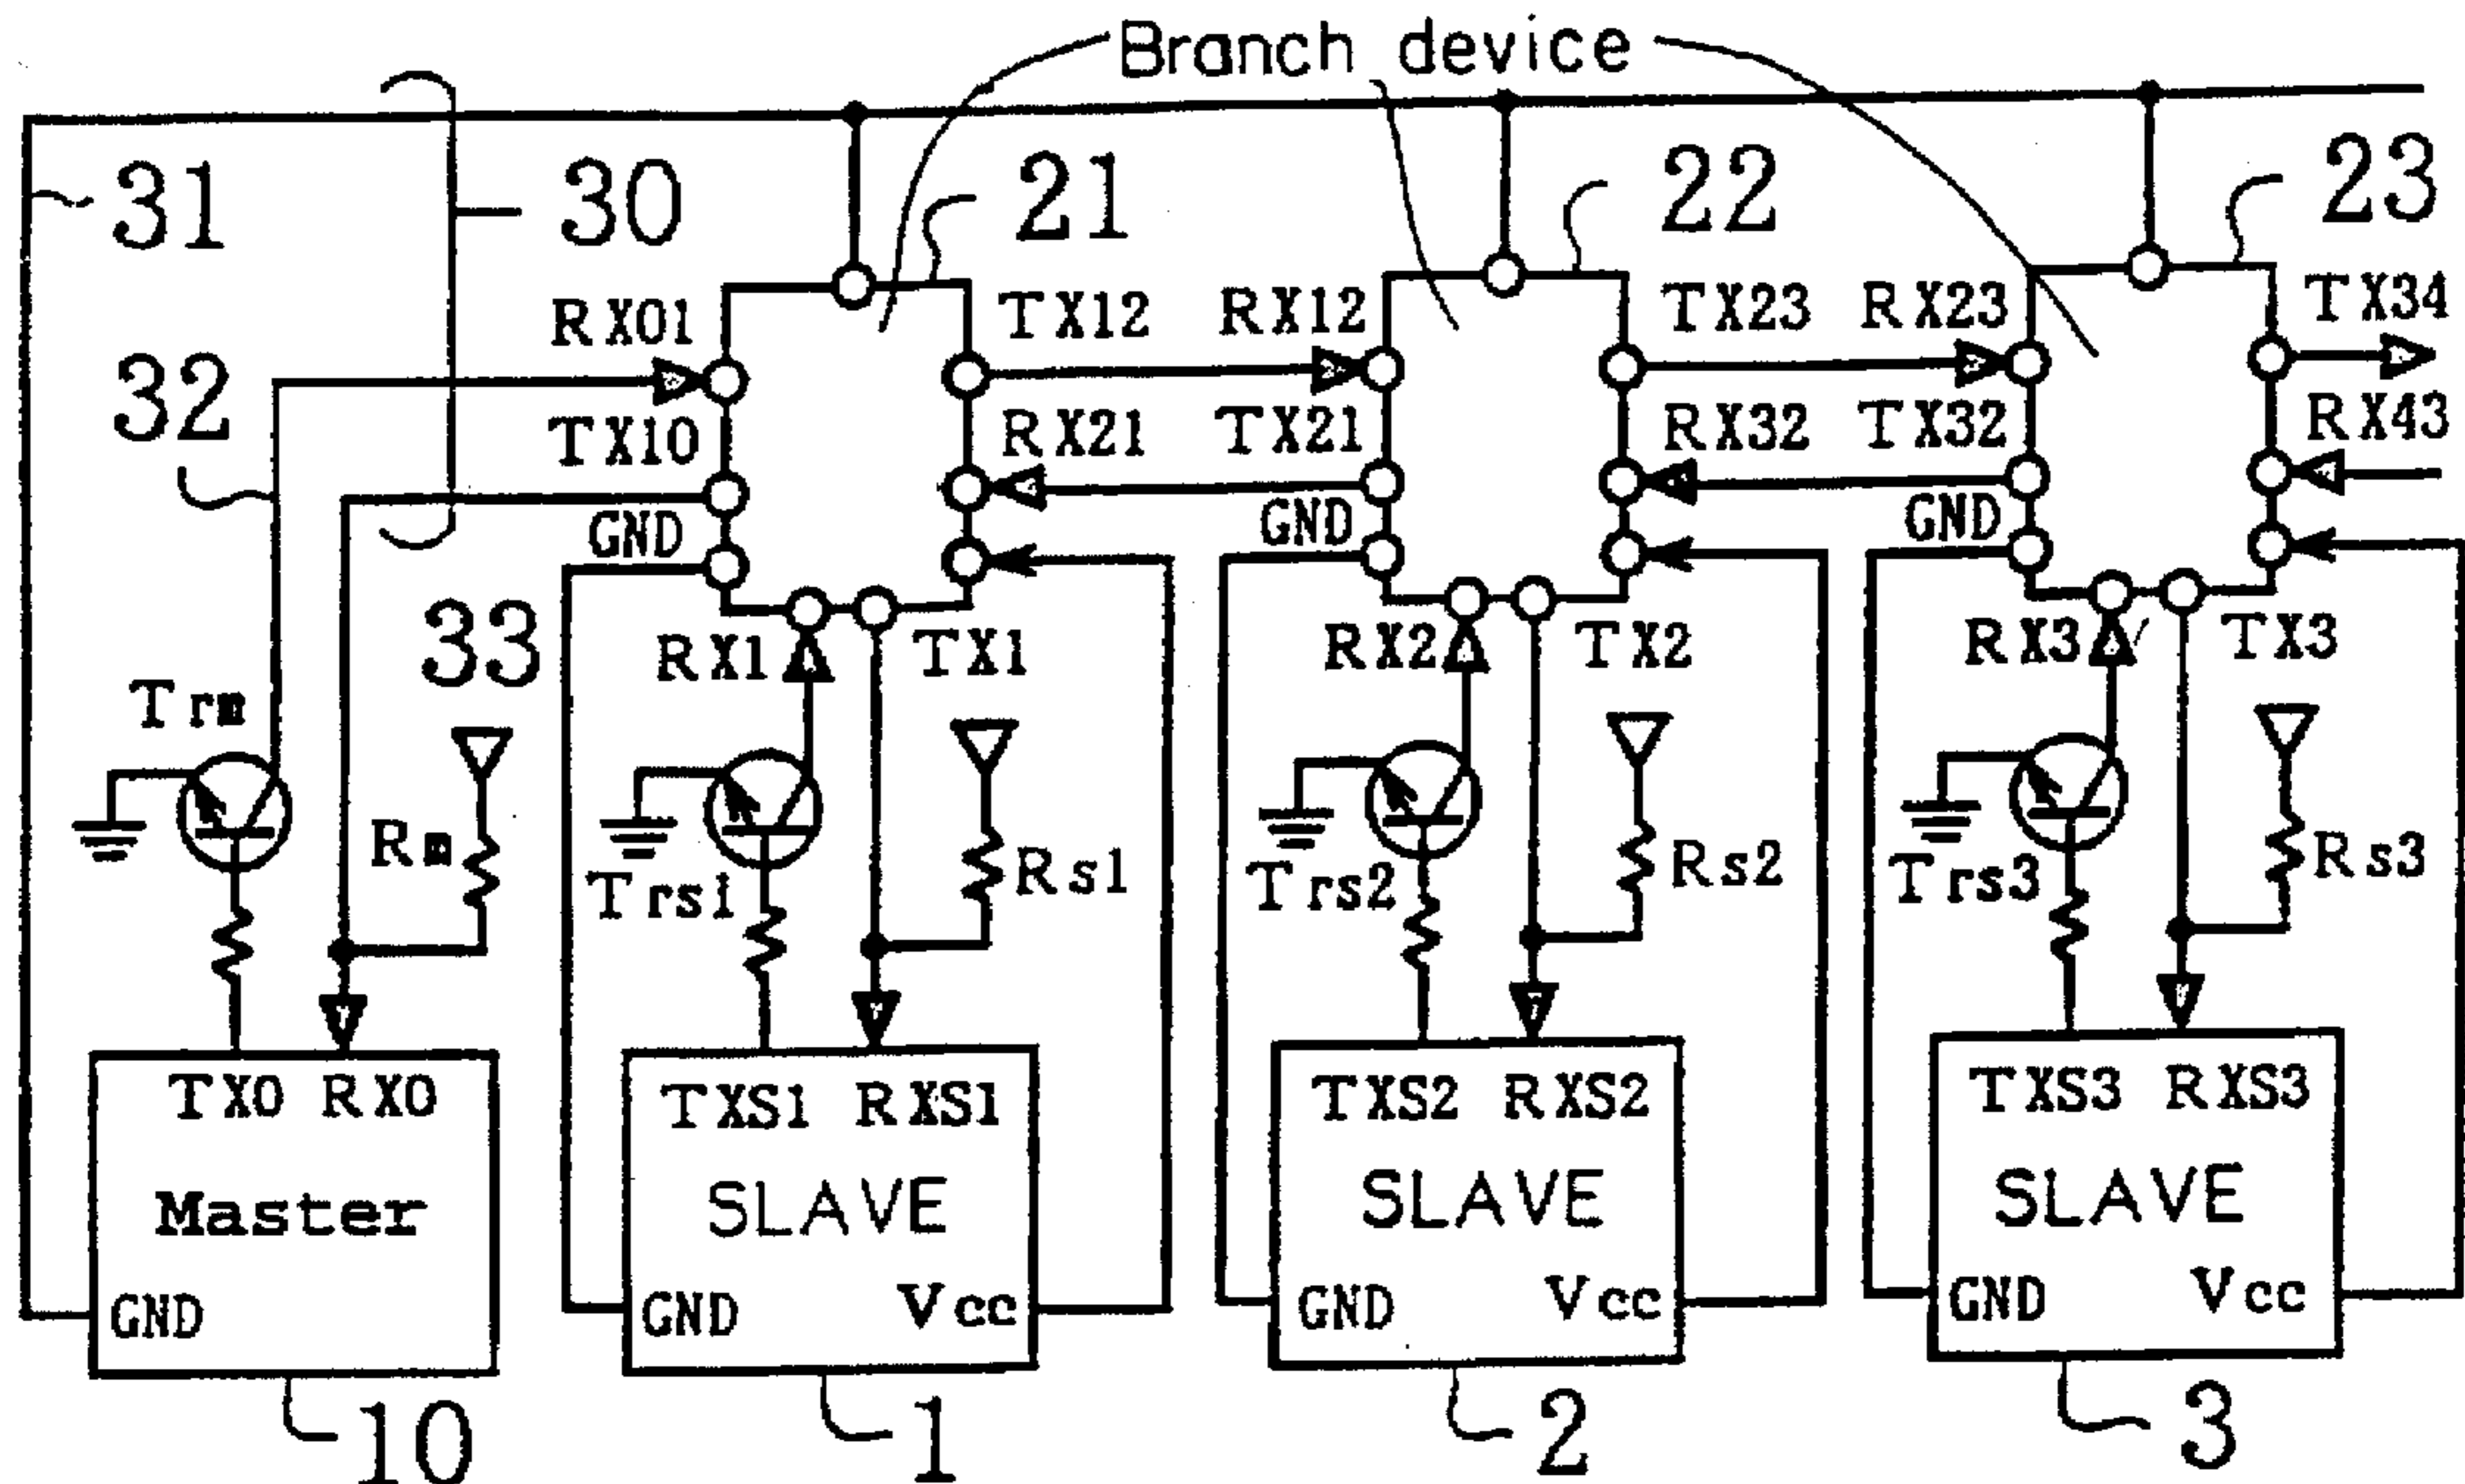 Branch device
31
30
21
22
23
RX01
TX12
RX12
TX23
RX23
TX34
32
TX10
RX21
TX21
RX32
TX32
RX43
GND
GND
GND
33
RX1
TX1
RX2
TX2
RX3
TX3
Trm
Rm
Trs1
Rs1
Trs2
Rs2
Trs3
Rs3
TX0 RX0
TXS1 RXS1
TXS2 RXS2
TXS3 RXS3
Master
SLAVE
SLAVE
SLAVE
GND
GND Vcc
GND Vcc
GND Vcc
10
1
2
3